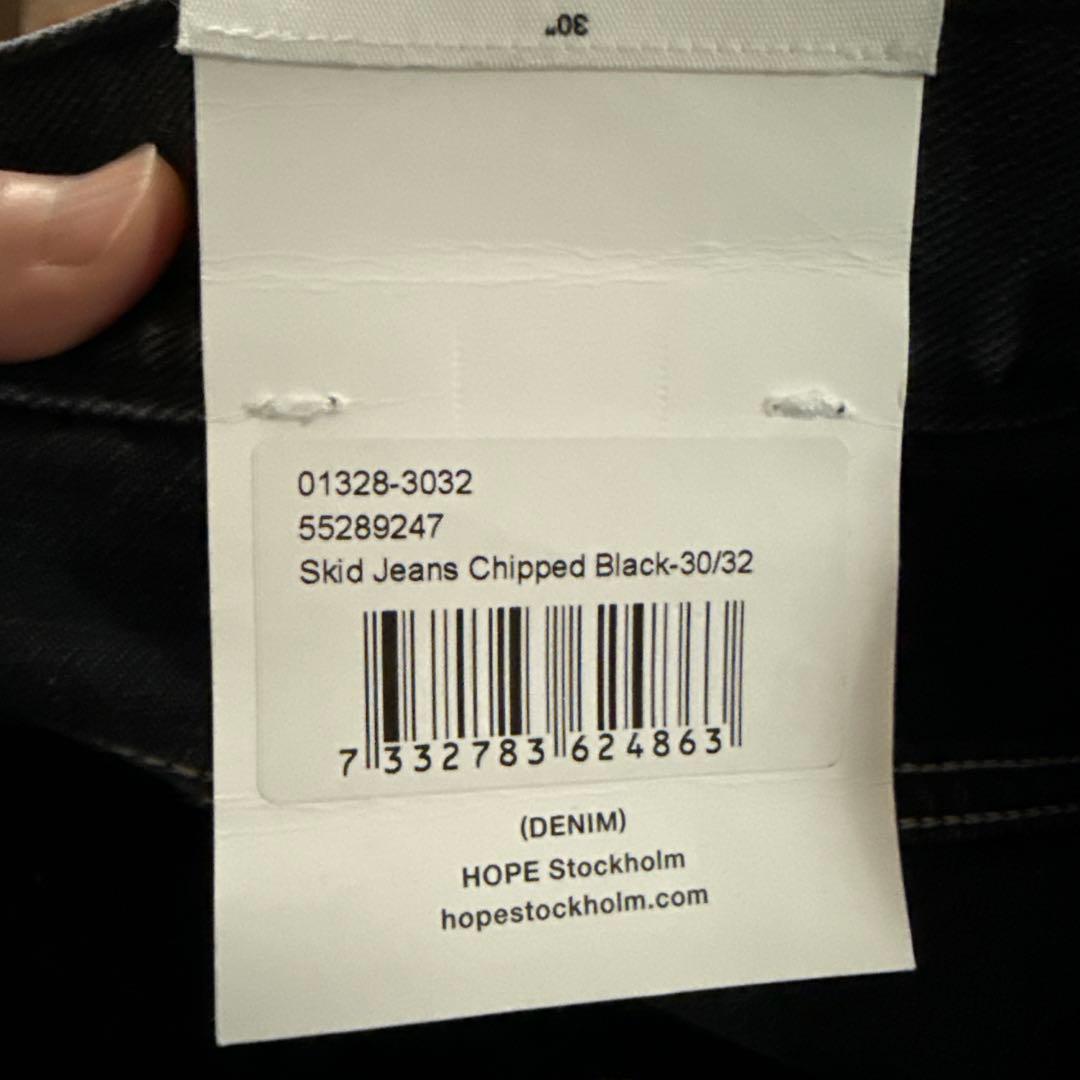 30"
01328-3032
55289247
Skid Jeans Chipped Black-30/32
7 332783 624863
(DENIM)
HOPE Stockholm
hopestockholm.com